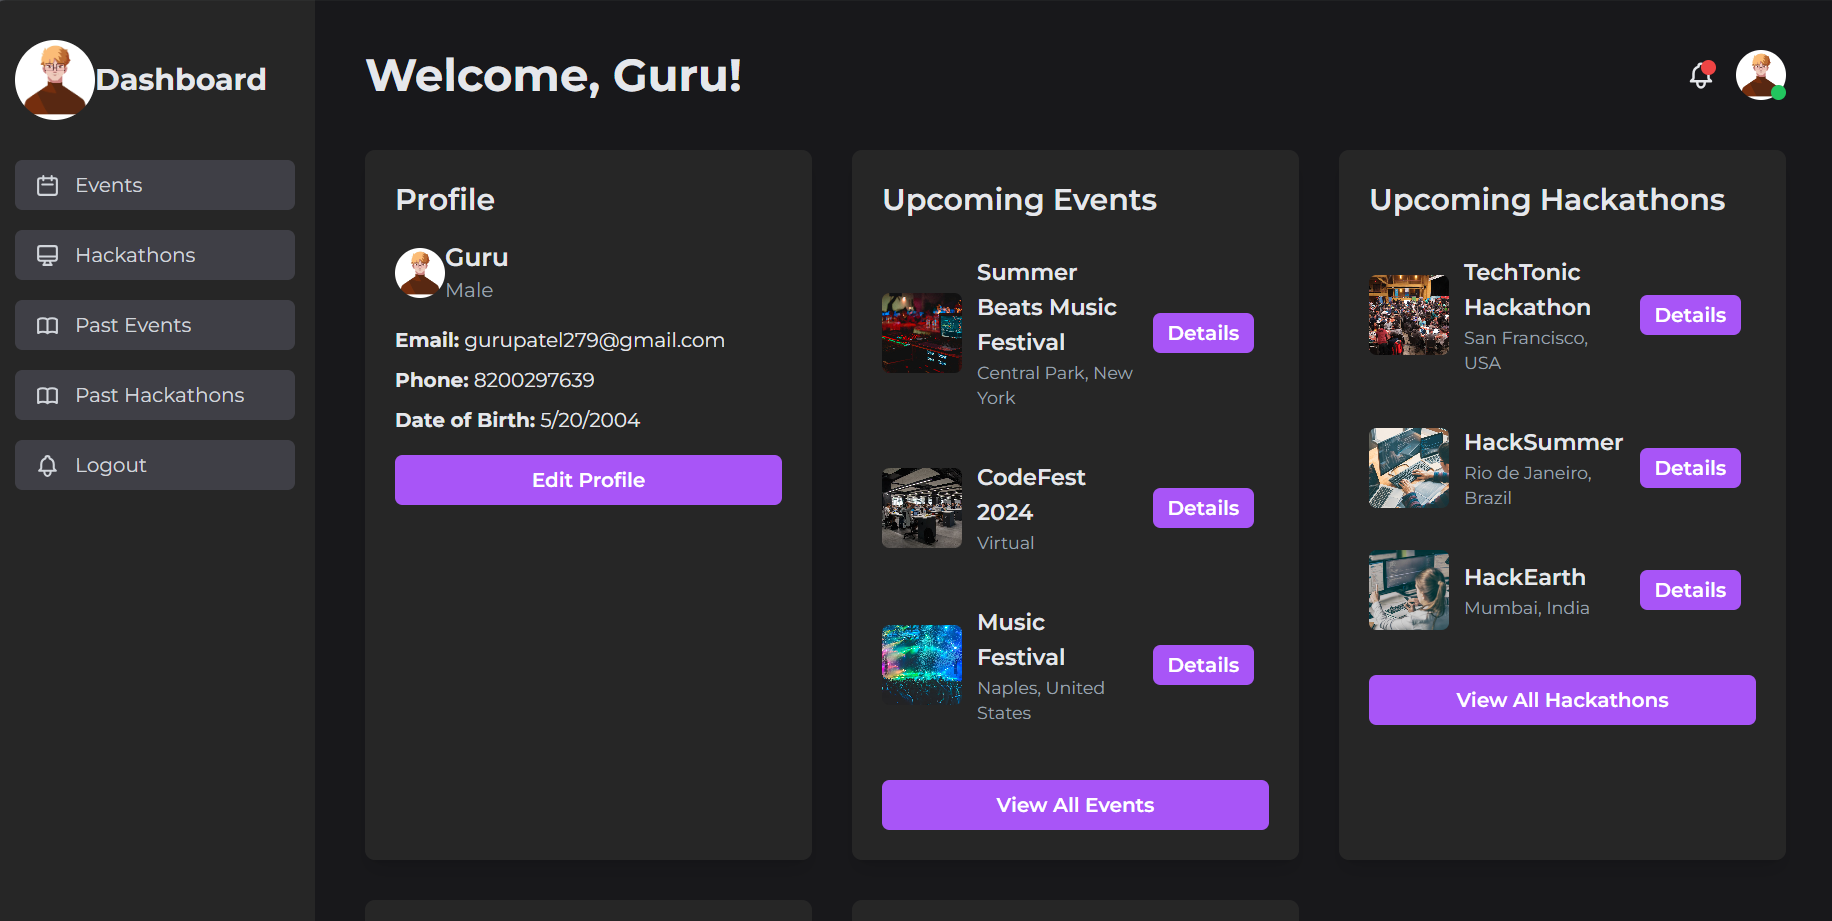 Dashboard
Events
Hackathons
Past Events
Past Hackathons
Logout
Welcome, Guru!
Profile
Guru
Male
Email: gurupatel279@gmail.com
Phone: 8200297639
Date of Birth: 5/20/2004
Edit Profile
Upcoming Events
Summer
Beats Music
Festival
Central Park, New
York
Details
CodeFest
2024
Virtual
Details
Music
Festival
Naples, United
States
Details
View All Events
Upcoming Hackathons
TechTonic
Hackathon
San Francisco,
USA
Details
HackSummer
Rio de Janeiro,
Brazil
Details
HackEarth
Mumbai, India
Details
View All Hackathons